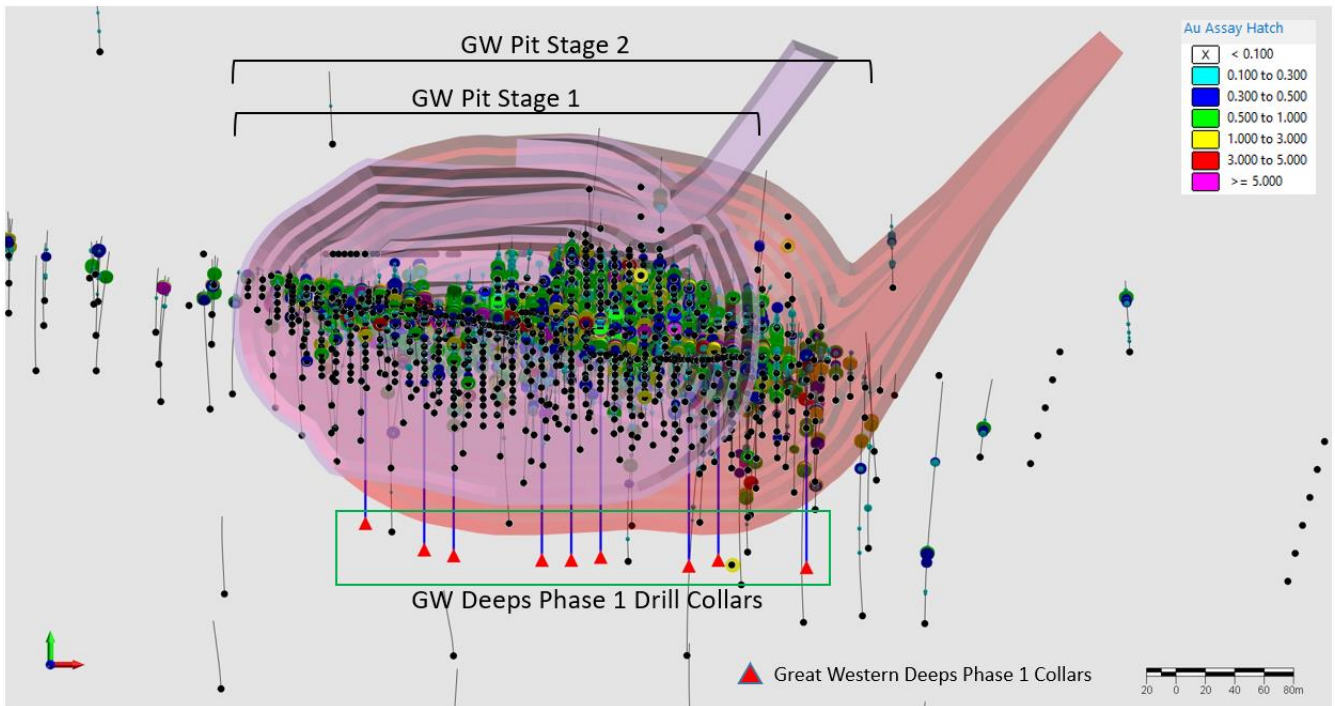 GW Pit Stage 2
GW Pit Stage 1
Au Assay Hatch
X < 0.100
0.100 to 0.300
0.300 to 0.500
0.500 to 1.000
1.000 to 3.000
3.000 to 5.000
>= 5.000
GW Deeps Phase 1 Drill Collars
Great Western Deeps Phase 1 Collars
20 0 20 40 60 80m